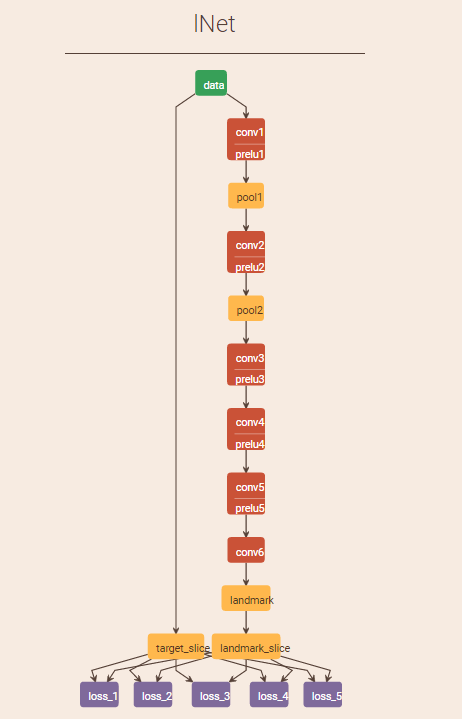 lNet
data
conv1
prelu1
pool1
conv2
prelu2
pool2
conv3
prelu3
conv4
prelu4
conv5
prelu5
conv6
landmark
target_slice landmark_slice
loss_1 loss_2 loss_3 loss_4 loss_5